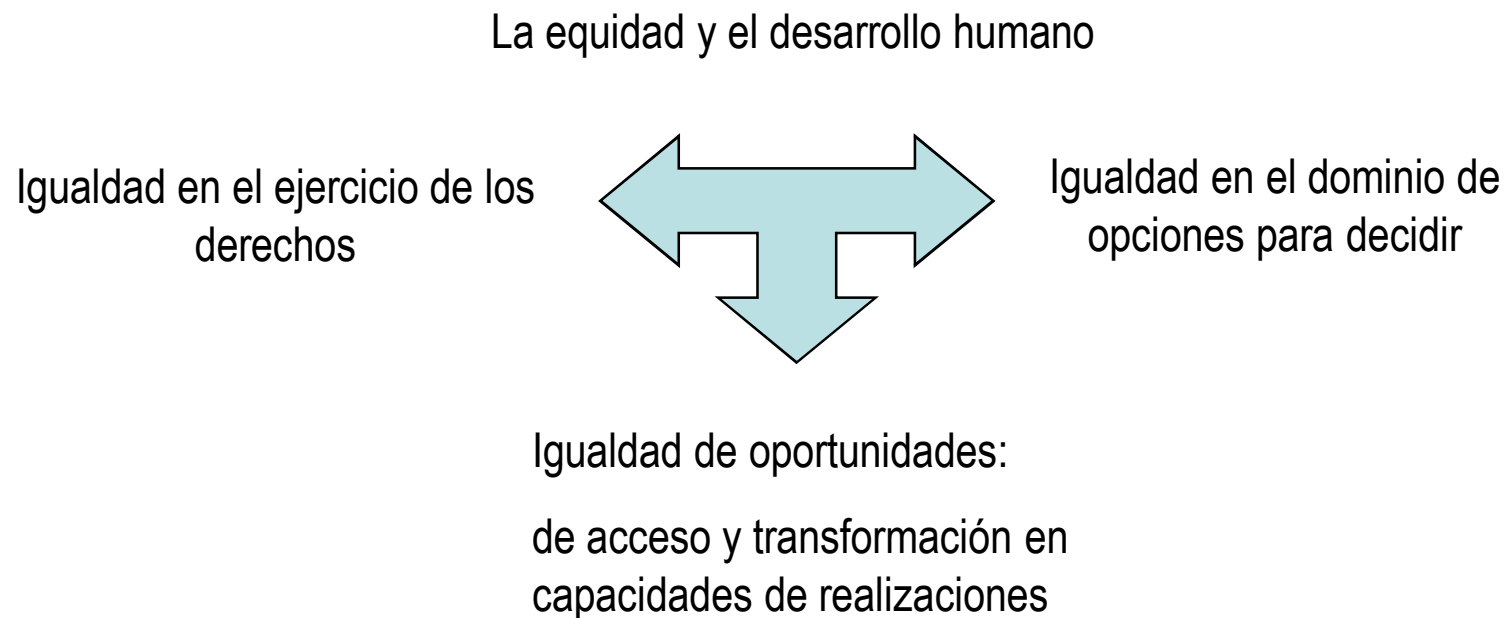 La equidad y el desarrollo humano
Igualdad en el ejercicio de los
derechos
Igualdad en el dominio de
opciones para decidir
Igualdad de oportunidades:
de acceso y transformación en
capacidades de realizaciones